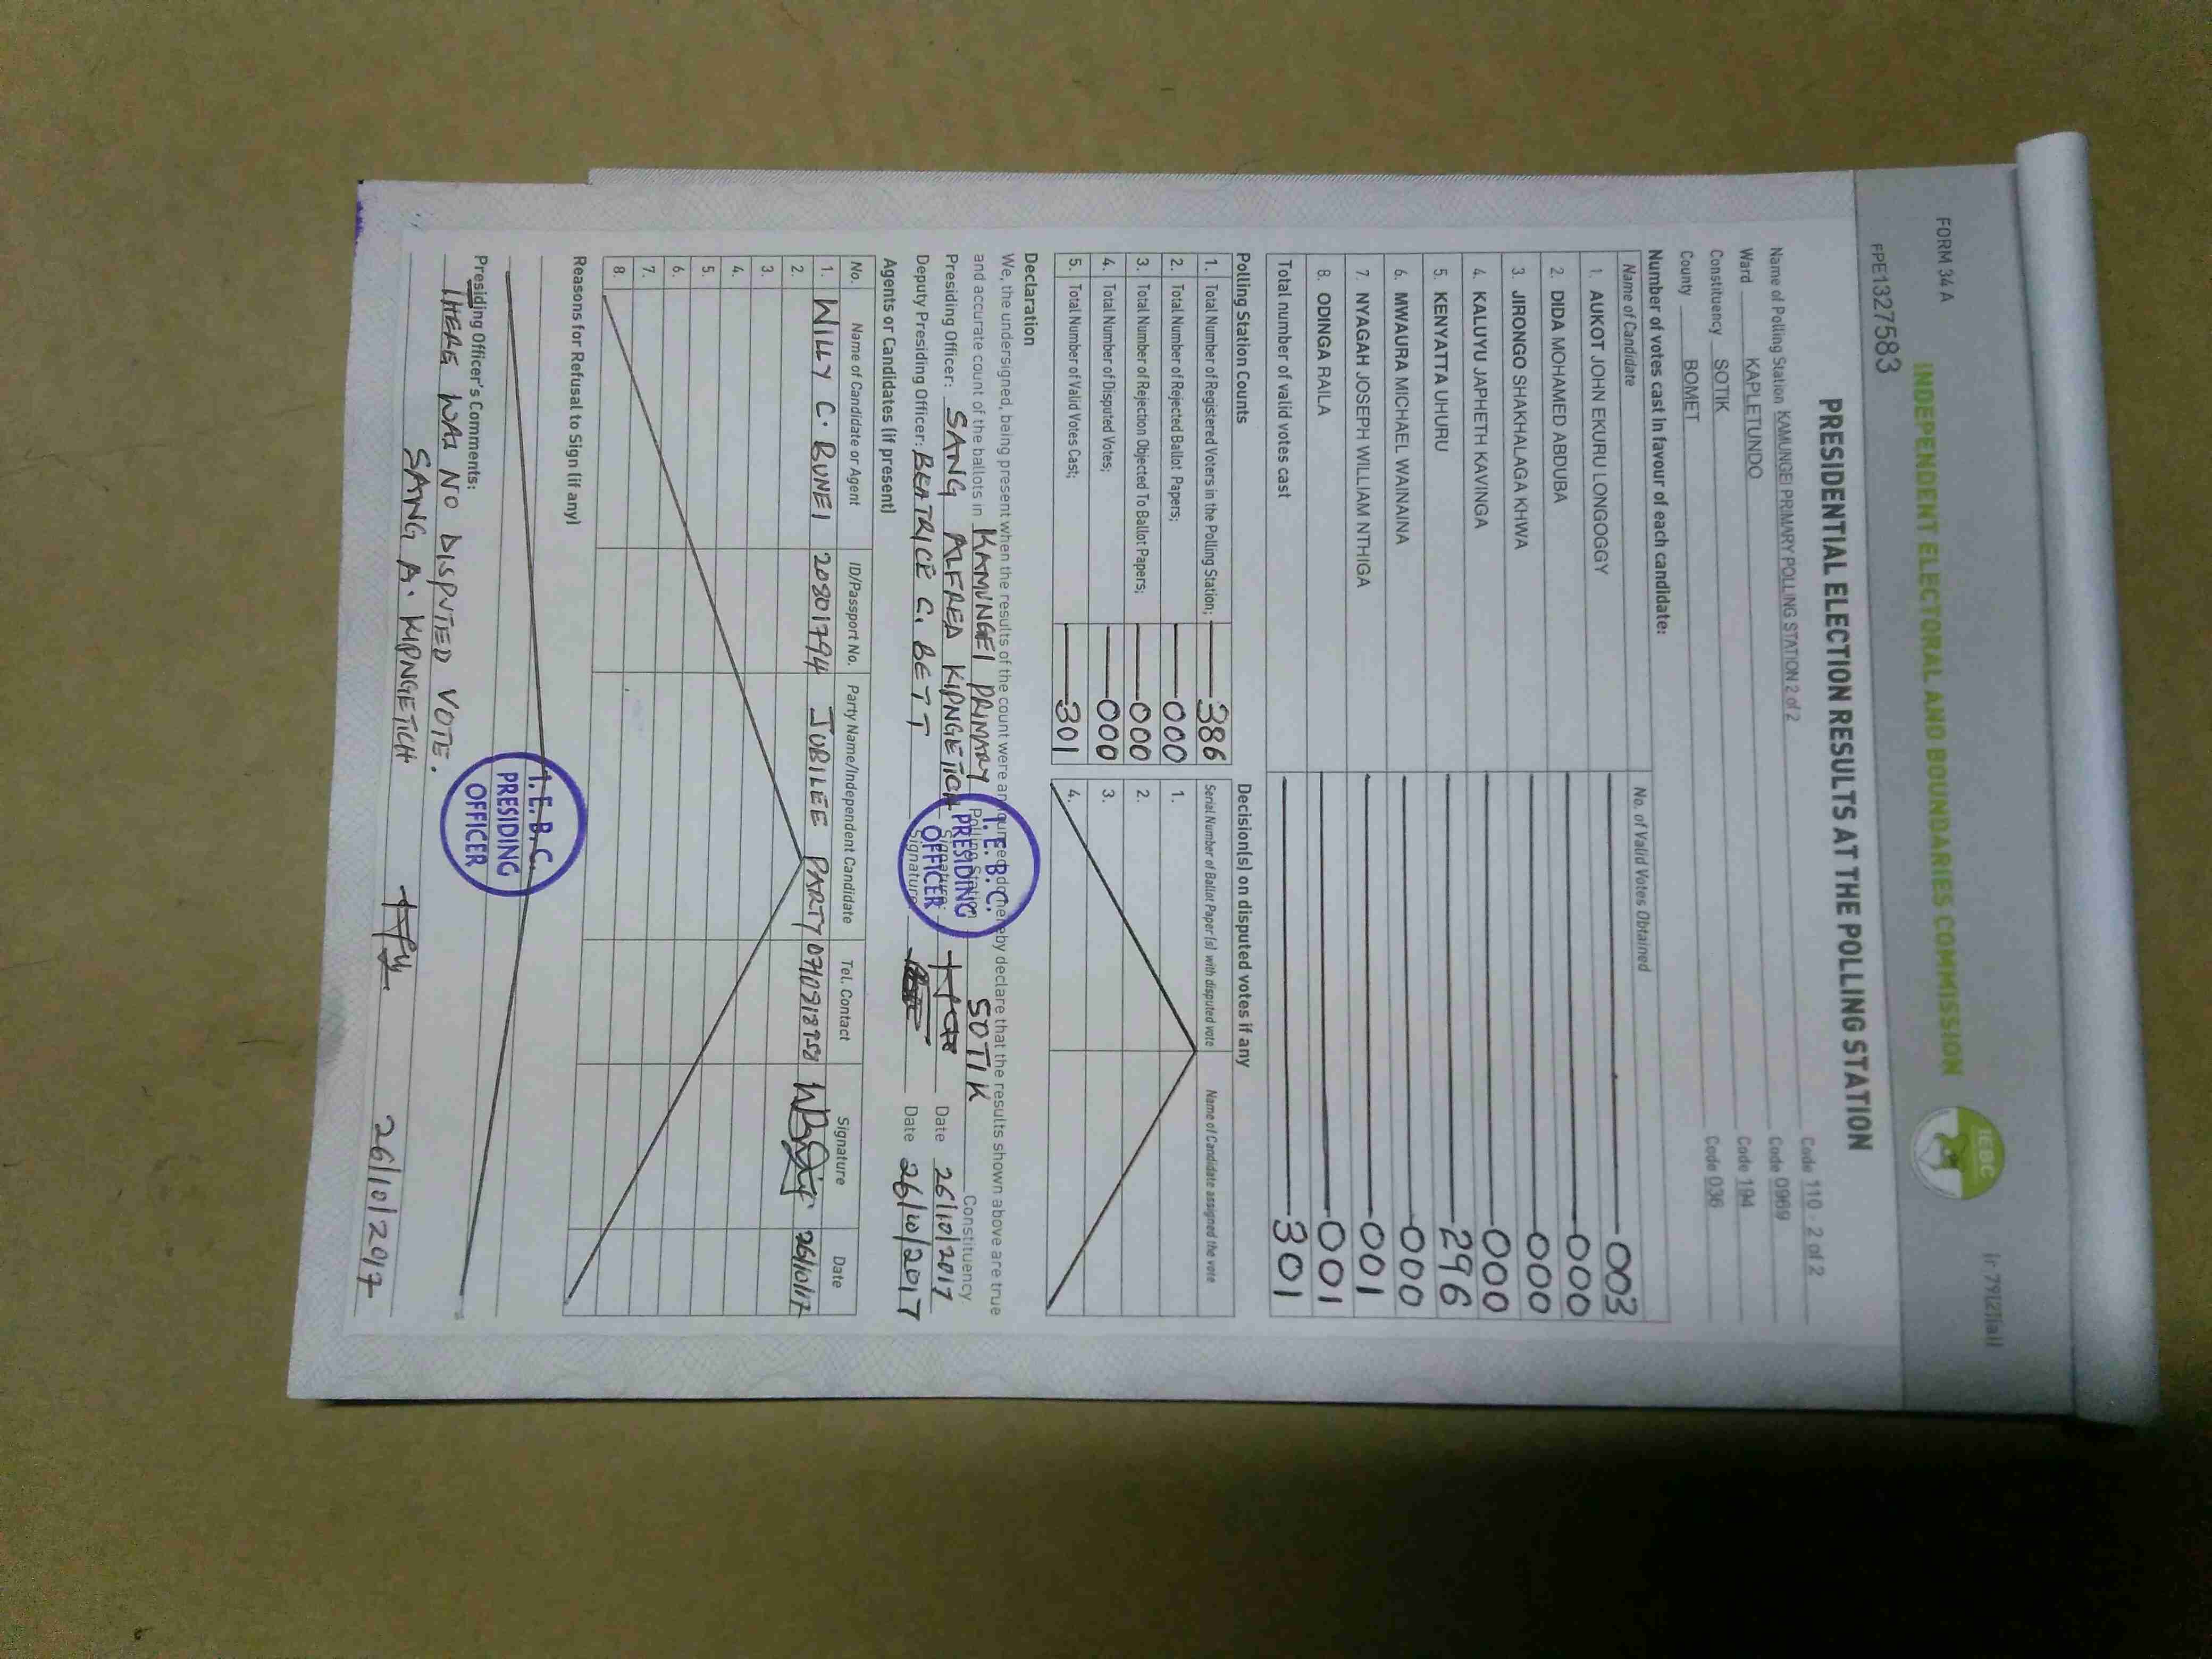 FORM 34 A
INDEPENDENT ELECTORAL AND BOUNDARIES COMMISSION
IEBC
FPE1327583
PRESIDENTIAL ELECTION RESULTS AT THE POLLING STATION
Name of Polling Station KAMUNGEI PRIMARY POLLING STATION 2 of 2 Code 110 - 2 of 2
Ward KAPLETUNDO Code 0969
Constituency SOTIK Code 194
County BOMET Code 036
Number of votes cast in favour of each candidate:
Name of Candidate No. of Valid Votes Obtained
1. AUKOT JOHN EKURU LONGOGGY 003
2. DIDA MOHAMED ABDUBA 000
3. JIRONGO SHAKHALAGA KHWA 000
4. KALUYU JAPHETH KAVINGA 000
5. KENYATTA UHURU 296
6. MWAURA MICHAEL WAINAINA 000
7. NYAGAH JOSEPH WILLIAM NTHIGA 001
8. ODINGA RAILA 001
Total number of valid votes cast 301
Polling Station Counts
1. Total Number of Registered Voters in the Polling Station; 386
2. Total Number of Rejected Ballot Papers; 000
3. Total Number of Rejection Objected To Ballot Papers; 000
4. Total Number of Disputed Votes; 000
5. Total Number of Valid Votes Cast; 301
Decision(s) on disputed votes if any
Serial Number of Ballot Paper (s) with disputed vote Name of Candidate assigned the vote
1.
2.
3.
4.
Declaration
We, the undersigned, being present when the results of the count were announced do hereby declare that the results shown above are true
and accurate count of the ballots in KAMUNGEI PRIMARY Polling Station SOTIK Constituency
Presiding Officer: SANG ALFRED KIPNGETICH Signature: Date 26/10/2017
Deputy Presiding Officer: BEATRICE C. BETT Signature Date 26/10/2017
I.E.B.C.
PRESIDING
OFFICER
Agents or Candidates (if present)
No. Name of Candidate or Agent ID/Passport No. Party Name/Independent Candidate Tel. Contact Signature Date
1. WILLY C. BUNEI 20801794 JUBILEE PARTY 26/10/17
2.
3.
4.
5.
6.
7.
8.
Reasons for Refusal to Sign (if any)
I.E.B.C.
PRESIDING
OFFICER
Presiding Officer's Comments:
THERE WAS NO DISPUTED VOTE.
SANG A. KIPNGETICH 26/10/2017